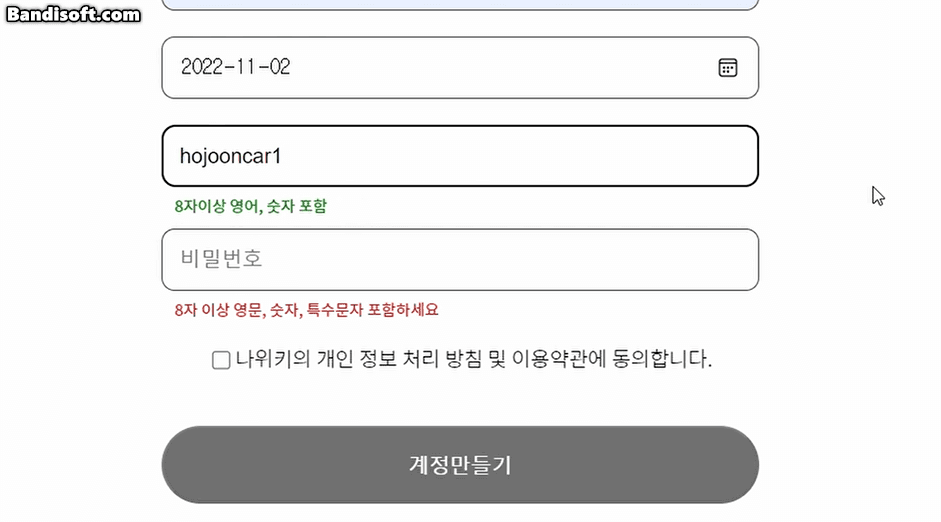 Bandisoft.com
2022-11-02
hojooncar1
8자이상 영어, 숫자 포함
비밀번호
8자 이상 영문, 숫자, 특수문자 포함하세요
나위키의 개인 정보 처리 방침 및 이용약관에 동의합니다.
계정만들기